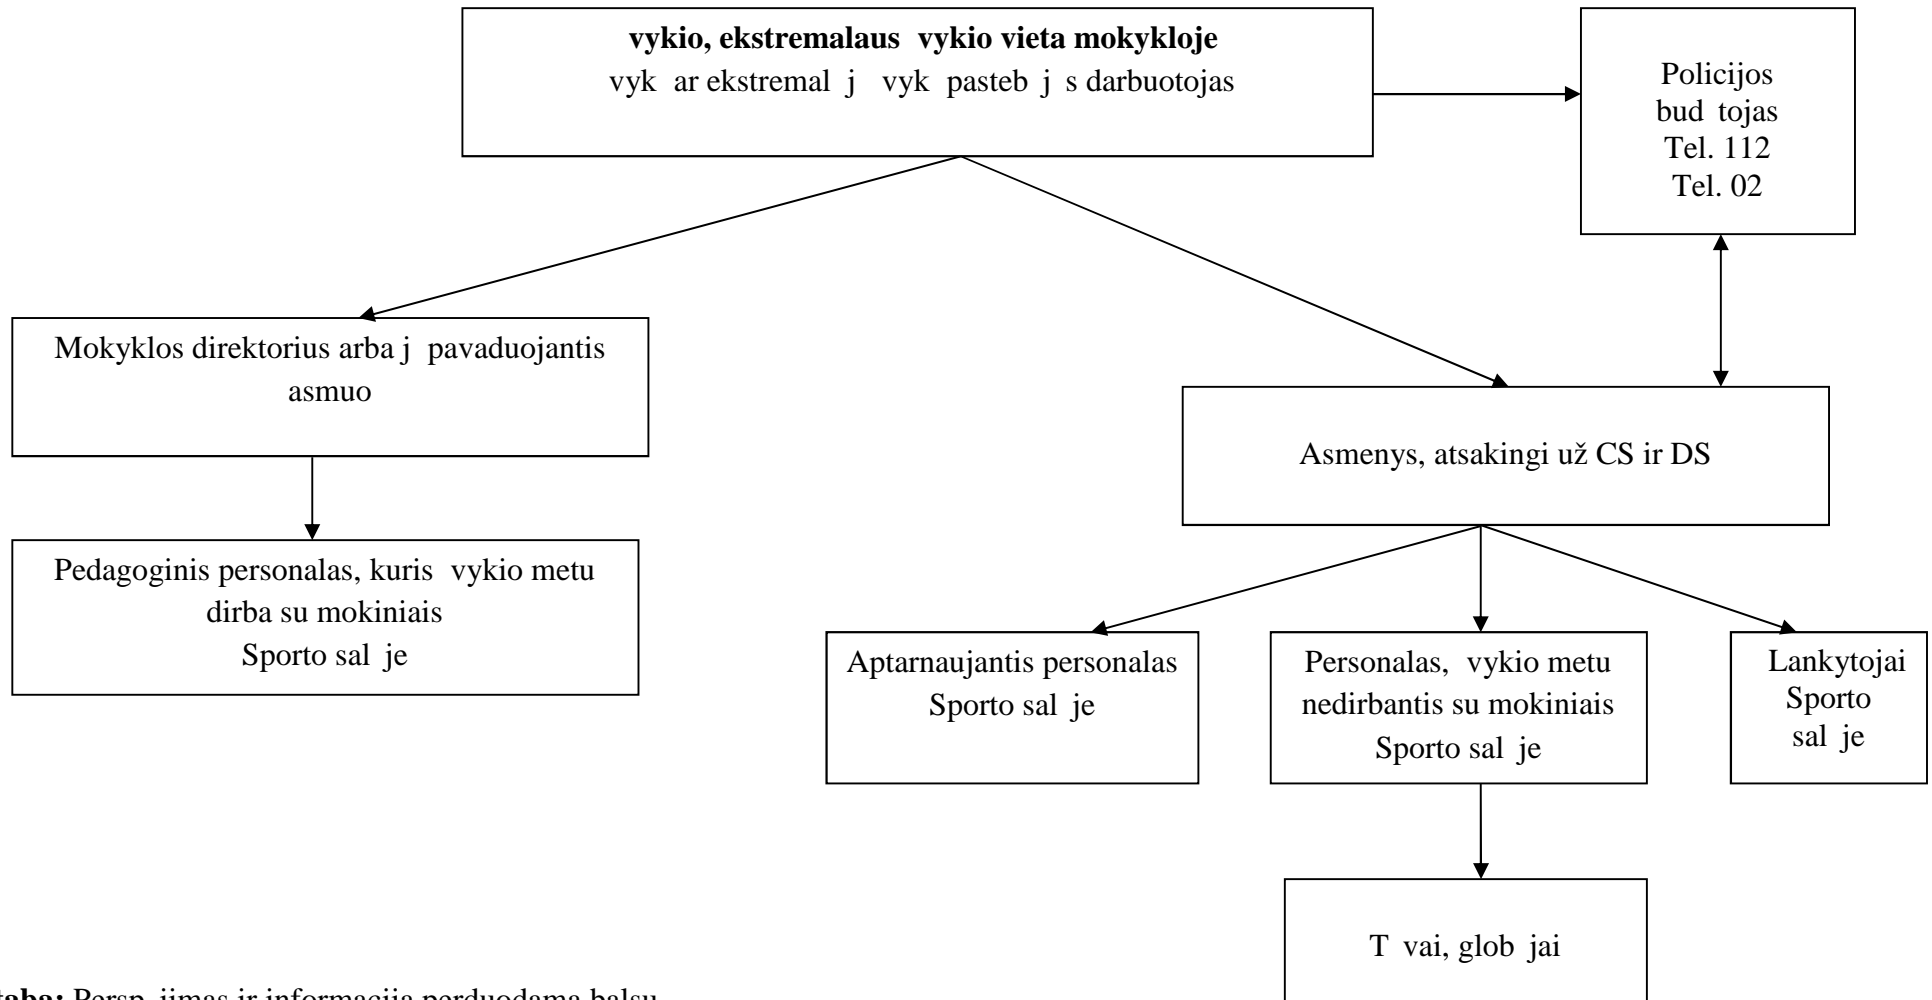 vykio, ekstremalaus vykio vieta mokykloje
vyk ar ekstremal j vyk pasteb j s darbuotojas
Policijos
bud tojas
Tel. 112
Tel. 02
Mokyklos direktorius arba j pavaduojantis
asmuo
Asmenys, atsakingi už CS ir DS
Pedagoginis personalas, kuris vykio metu
dirba su mokiniais
Sporto sal je
Aptarnaujantis personalas
Sporto sal je
Personalas, vykio metu
nedirbantis su mokiniais
Sporto sal je
Lankytojai
Sporto
sal je
T vai, glob jai
taba: Persp jimas ir informacija perduodama balsu